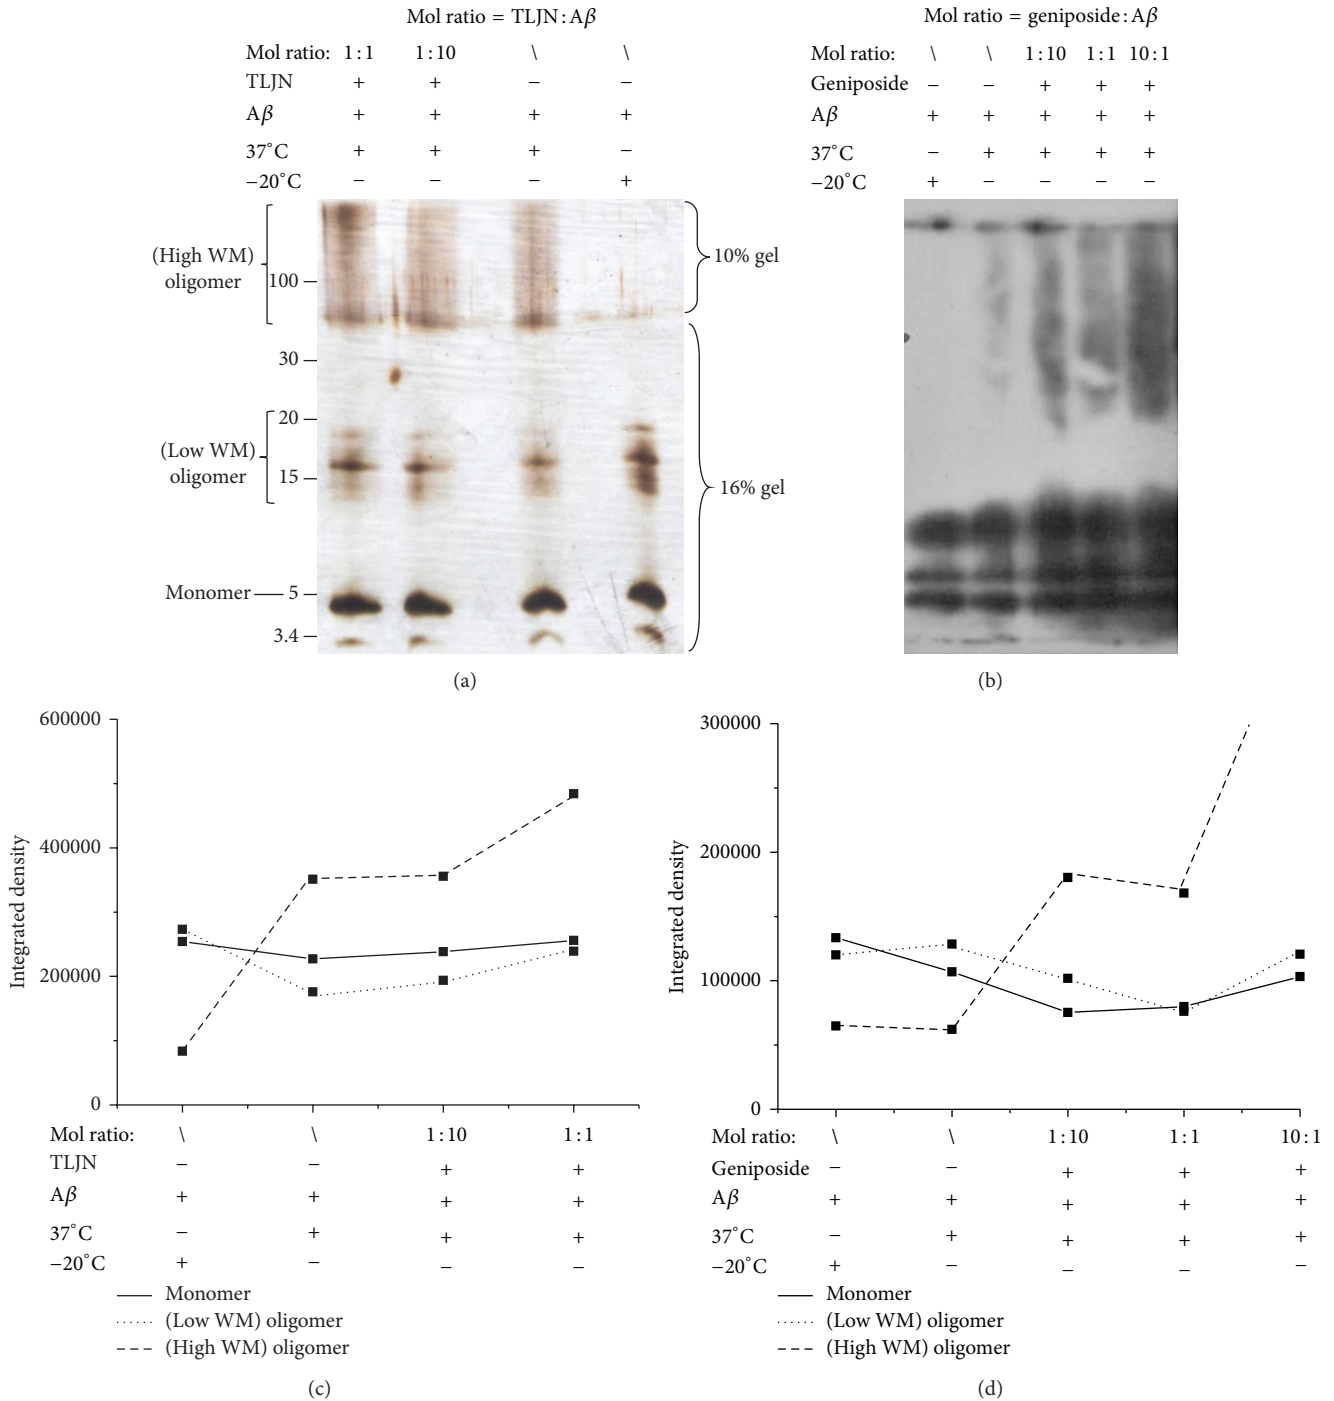 Mol ratio = TLJN:Aβ
Mol ratio: 1:1 1:10 \ \
TLJN + + − −
Aβ + + + +
37°C + + + −
−20°C − − − +
(High WM)
oligomer
100
30
20
(Low WM)
oligomer
15
Monomer 5
3.4
10% gel
16% gel
(a)
Mol ratio = geniposide:Aβ
Mol ratio: \ \ 1:10 1:1 10:1
Geniposide − − + + +
Aβ + + + + +
37°C − + + + +
−20°C + − − − −
(b)
600000
400000
200000
0
Integrated density
Mol ratio: \ \ 1:10 1:1
TLJN − − + +
Aβ + + + +
37°C − + + +
−20°C + − − −
Monomer
(Low WM) oligomer
(High WM) oligomer
(c)
300000
200000
100000
0
Integrated density
Mol ratio: \ \ 1:10 1:1 10:1
Geniposide − − + + +
Aβ + + + + +
37°C − + + + +
−20°C + − − − −
Monomer
(Low WM) oligomer
(High WM) oligomer
(d)